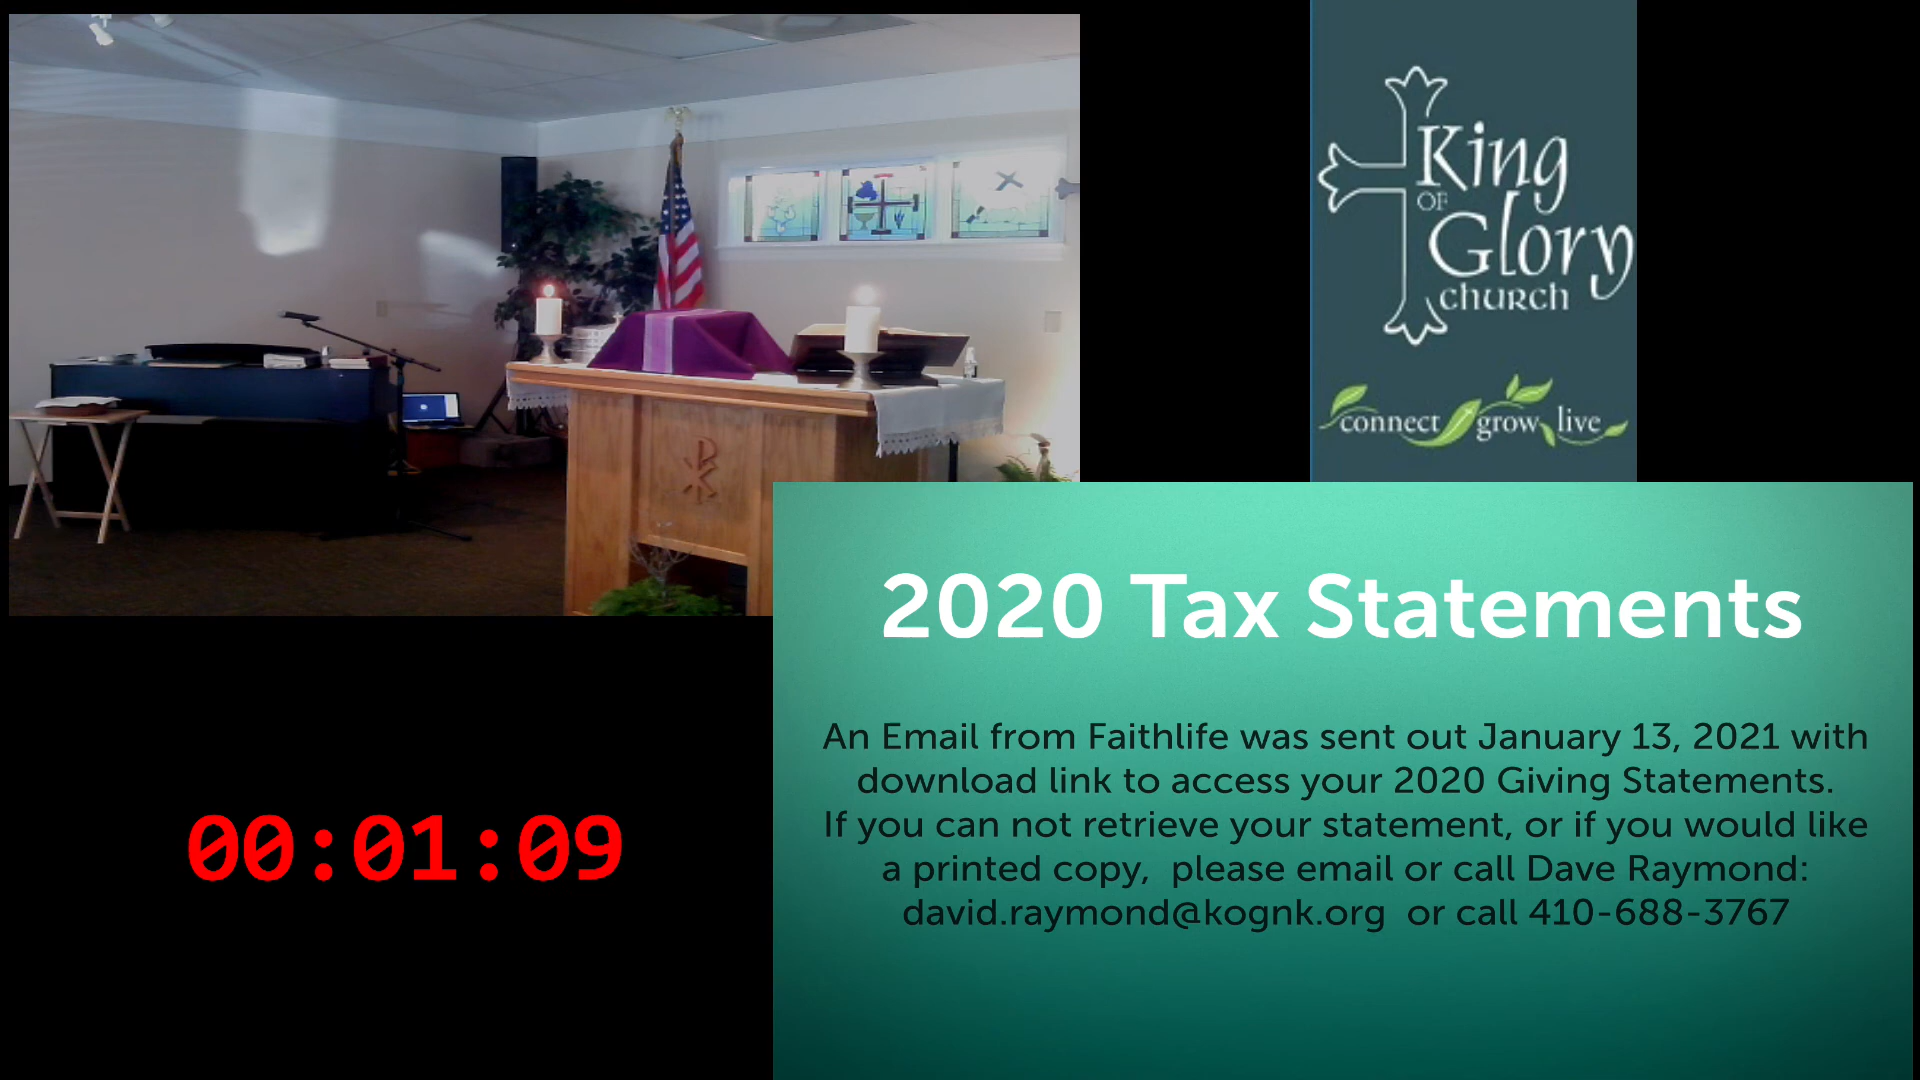 King
OF
Glory
church
connect grow live
2020 Tax Statements
An Email from Faithlife was sent out January 13, 2021 with
download link to access your 2020 Giving Statements.
If you can not retrieve your statement, or if you would like
a printed copy,  please email or call Dave Raymond:
david.raymond@kognk.org  or call 410-688-3767
00:01:09